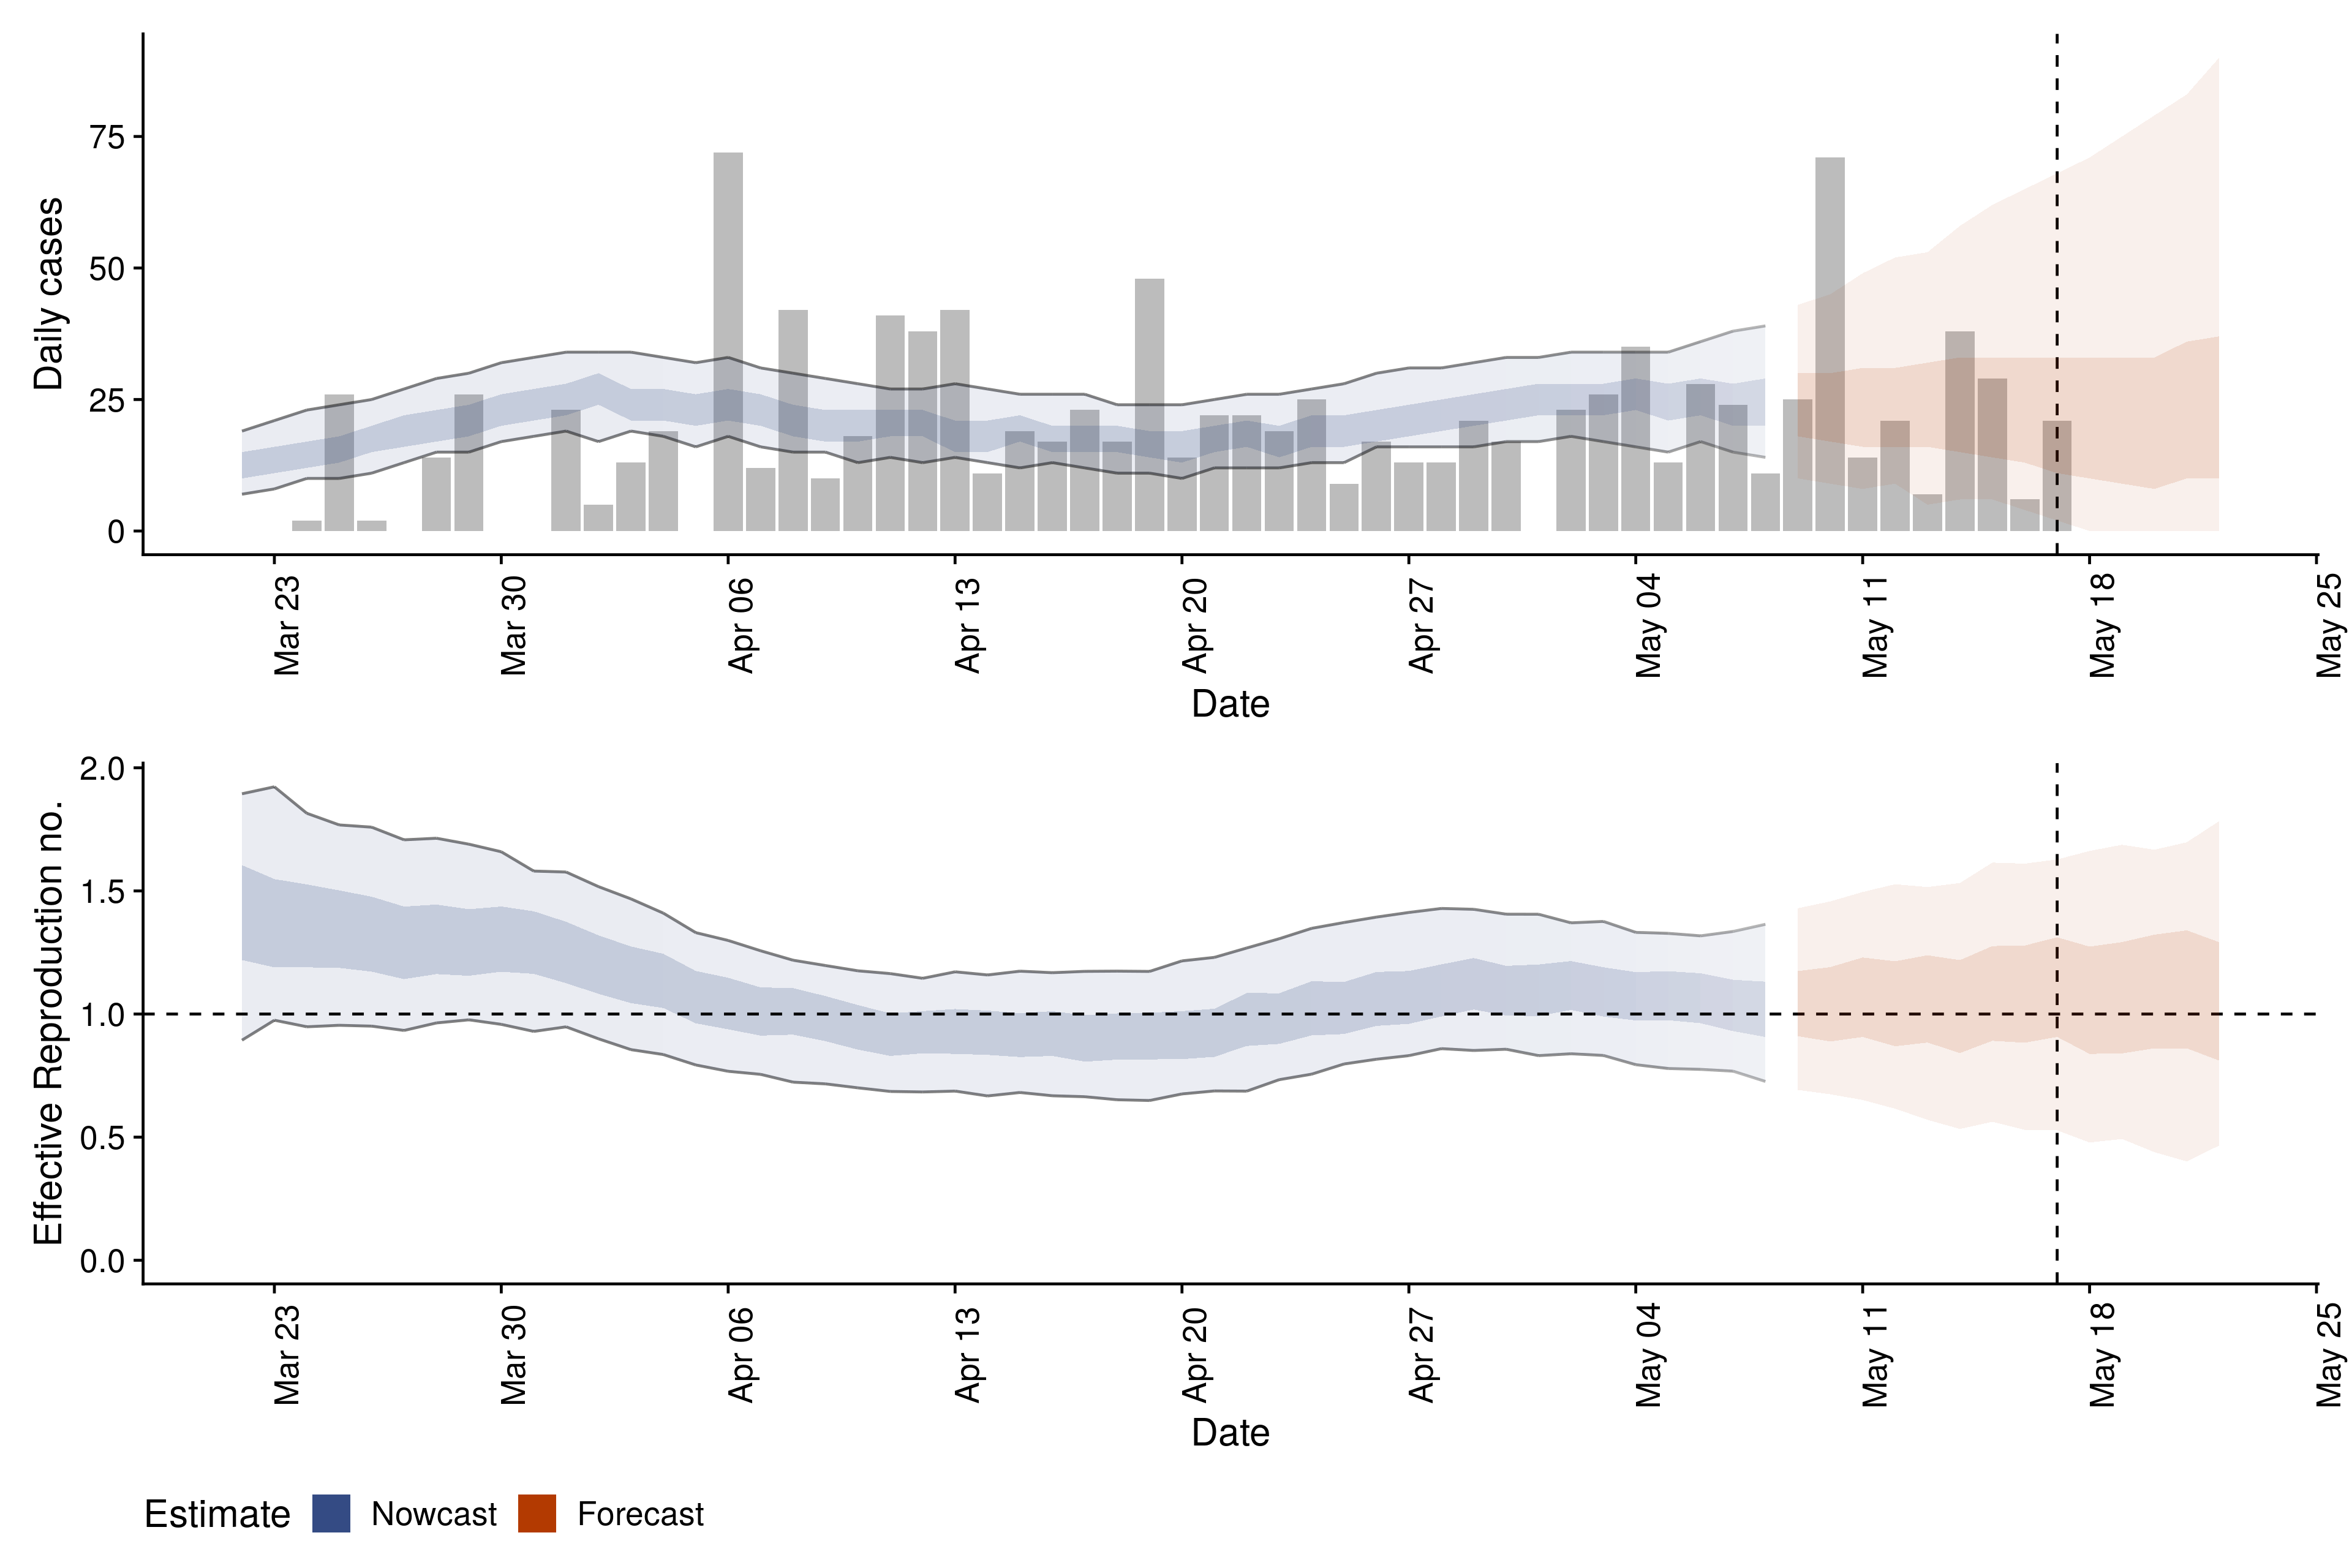 Daily cases
75
50
25
0
Mar 23
Mar 30
Apr 06
Apr 13
Apr 20
Apr 27
May 04
May 11
May 18
May 25
Date
Effective Reproduction no.
2.0
1.5
1.0
0.5
0.0
Mar 23
Mar 30
Apr 06
Apr 13
Apr 20
Apr 27
May 04
May 11
May 18
May 25
Date
Estimate Nowcast Forecast